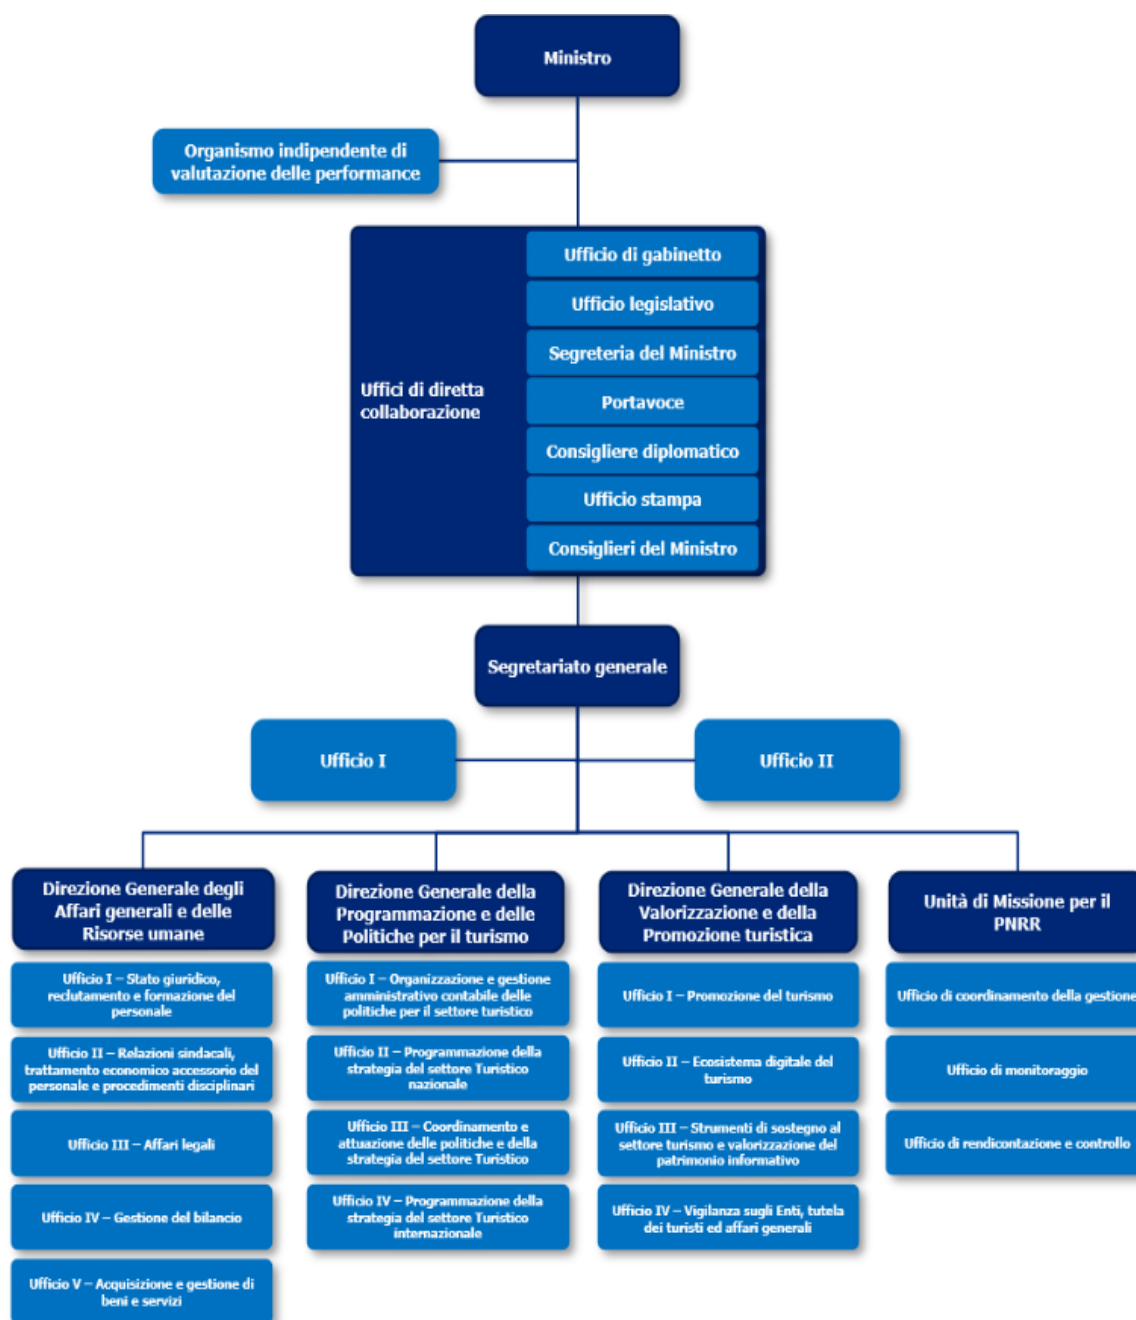 Ministro
Organismo indipendente di
valutazione delle performance
Uffici di diretta
collaborazione
Ufficio di gabinetto
Ufficio legislativo
Segreteria del Ministro
Portavoce
Consigliere diplomatico
Ufficio stampa
Consiglieri del Ministro
Segretariato generale
Ufficio I
Ufficio II
Direzione Generale degli
Affari generali e delle
Risorse umane
Ufficio I – Stato giuridico,
reclutamento e formazione del
personale
Ufficio II – Relazioni sindacali,
trattamento economico accessorio del
personale e procedimenti disciplinari
Ufficio III – Affari legali
Ufficio IV – Gestione del bilancio
Ufficio V – Acquisizione e gestione di
beni e servizi
Direzione Generale della
Programmazione e delle
Politiche per il turismo
Ufficio I – Organizzazione e gestione
amministrativo contabile delle
politiche per il settore turistico
Ufficio II – Programmazione della
strategia del settore Turistico
nazionale
Ufficio III – Coordinamento e
attuazione delle politiche e della
strategia del settore Turistico
Ufficio IV – Programmazione della
strategia del settore Turistico
internazionale
Direzione Generale della
Valorizzazione e della
Promozione turistica
Ufficio I – Promozione del turismo
Ufficio II – Ecosistema digitale del
turismo
Ufficio III – Strumenti di sostegno al
settore turismo e valorizzazione del
patrimonio informativo
Ufficio IV – Vigilanza sugli Enti, tutela
dei turisti ed affari generali
Unità di Missione per il
PNRR
Ufficio di coordinamento della gestione
Ufficio di monitoraggio
Ufficio di rendicontazione e controllo